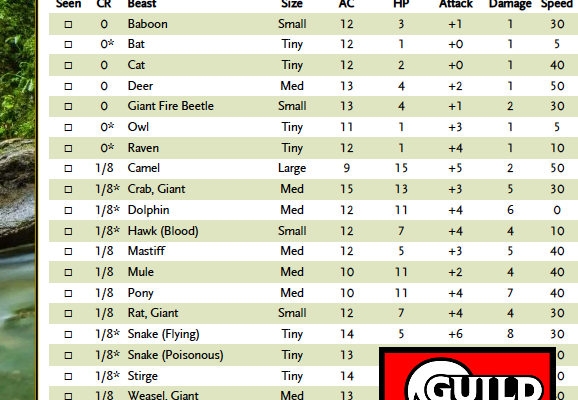 Seen CR Beast Size AC HP Attack Damage Speed
□ 0 Baboon Small 12 3 +1 1 30
□ 0* Bat Tiny 12 1 +0 1 5
□ 0 Cat Tiny 12 2 +0 1 40
□ 0 Deer Med 13 4 +2 1 50
□ 0 Giant Fire Beetle Small 13 4 +1 2 30
□ 0* Owl Tiny 11 1 +3 1 5
□ 0* Raven Tiny 12 1 +4 1 10
□ 1/8 Camel Large 9 15 +5 2 50
□ 1/8* Crab, Giant Med 15 13 +3 5 30
□ 1/8* Dolphin Med 12 11 +4 6 0
□ 1/8* Hawk (Blood) Small 12 7 +4 4 10
□ 1/8 Mastiff Med 12 5 +3 5 40
□ 1/8 Mule Med 10 11 +2 4 40
□ 1/8 Pony Med 10 11 +4 7 40
□ 1/8 Rat, Giant Small 12 7 +4 4 30
□ 1/8* Snake (Flying) Tiny 14 5 +6 8 30
□ 1/8* Snake (Poisonous) Tiny 13
□ 1/8* Stirge Tiny 14
□ 1/8 Weasel, Giant Med 13
GUILD